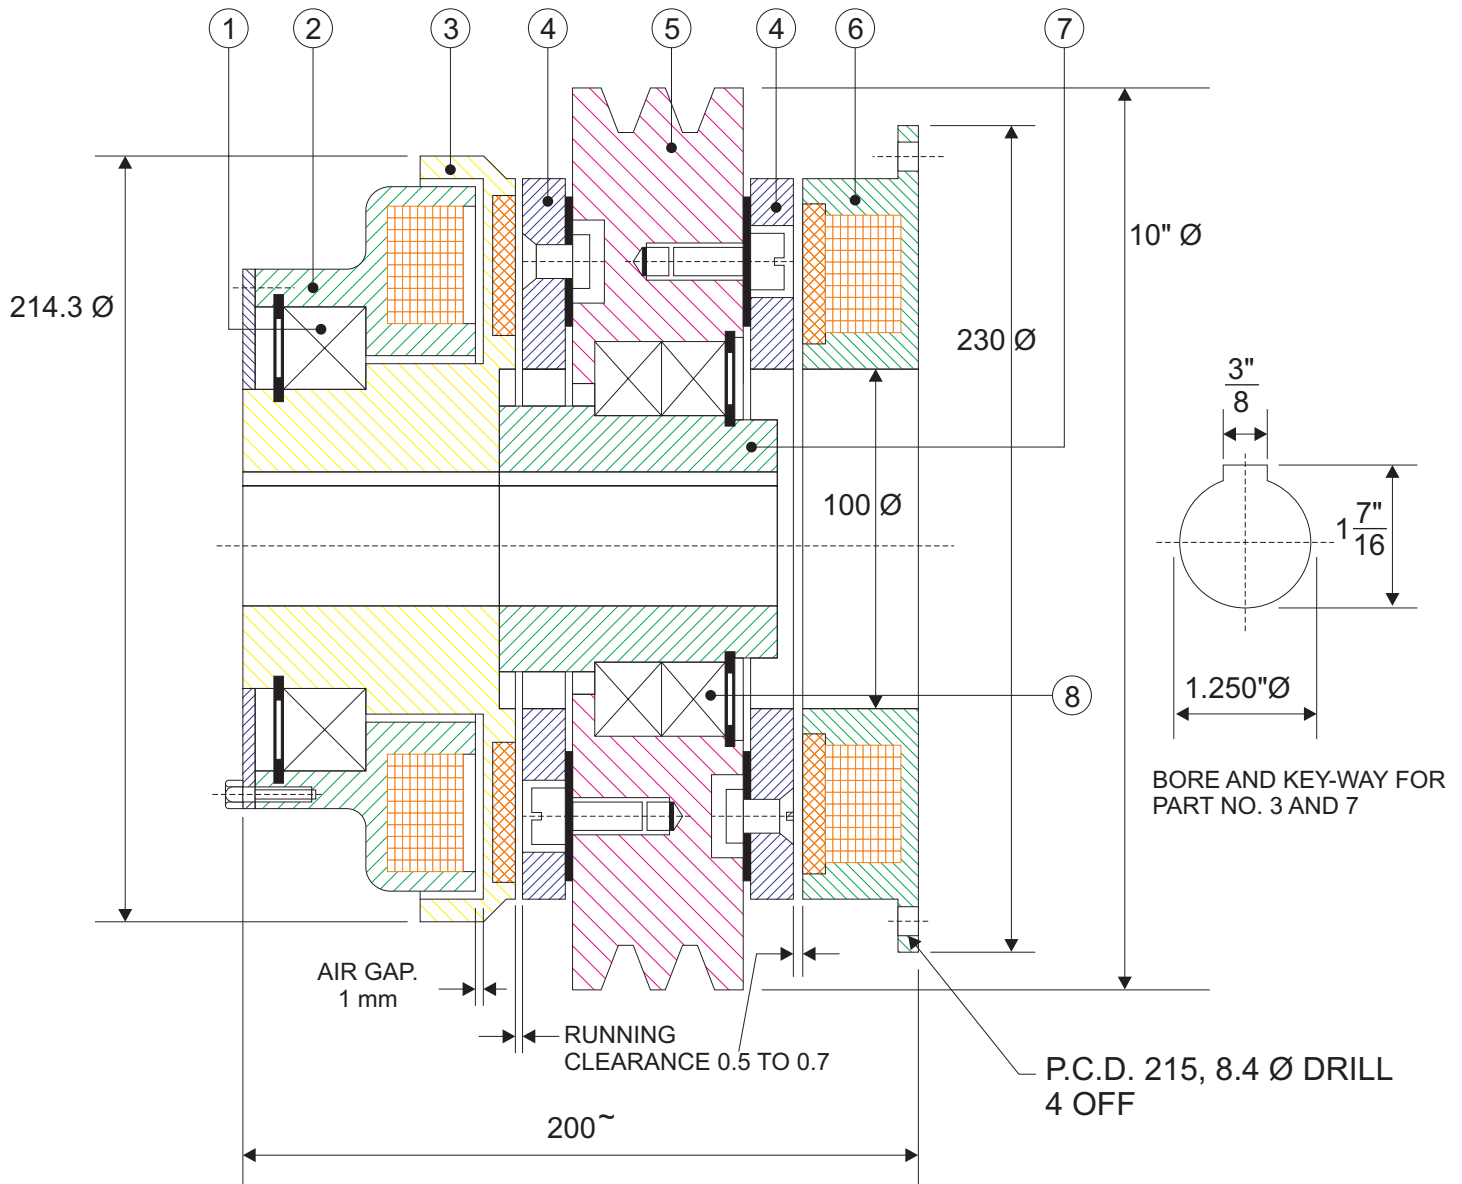 1 2 3 4 5 4 6 7
10" Ø
214.3 Ø
230 Ø
3"
8
100 Ø
1 7"
16
8
1.250"Ø
BORE AND KEY-WAY FOR
PART NO. 3 AND 7
AIR GAP.
1 mm
RUNNING
CLEARANCE 0.5 TO 0.7
P.C.D. 215, 8.4 Ø DRILL
4 OFF
200~